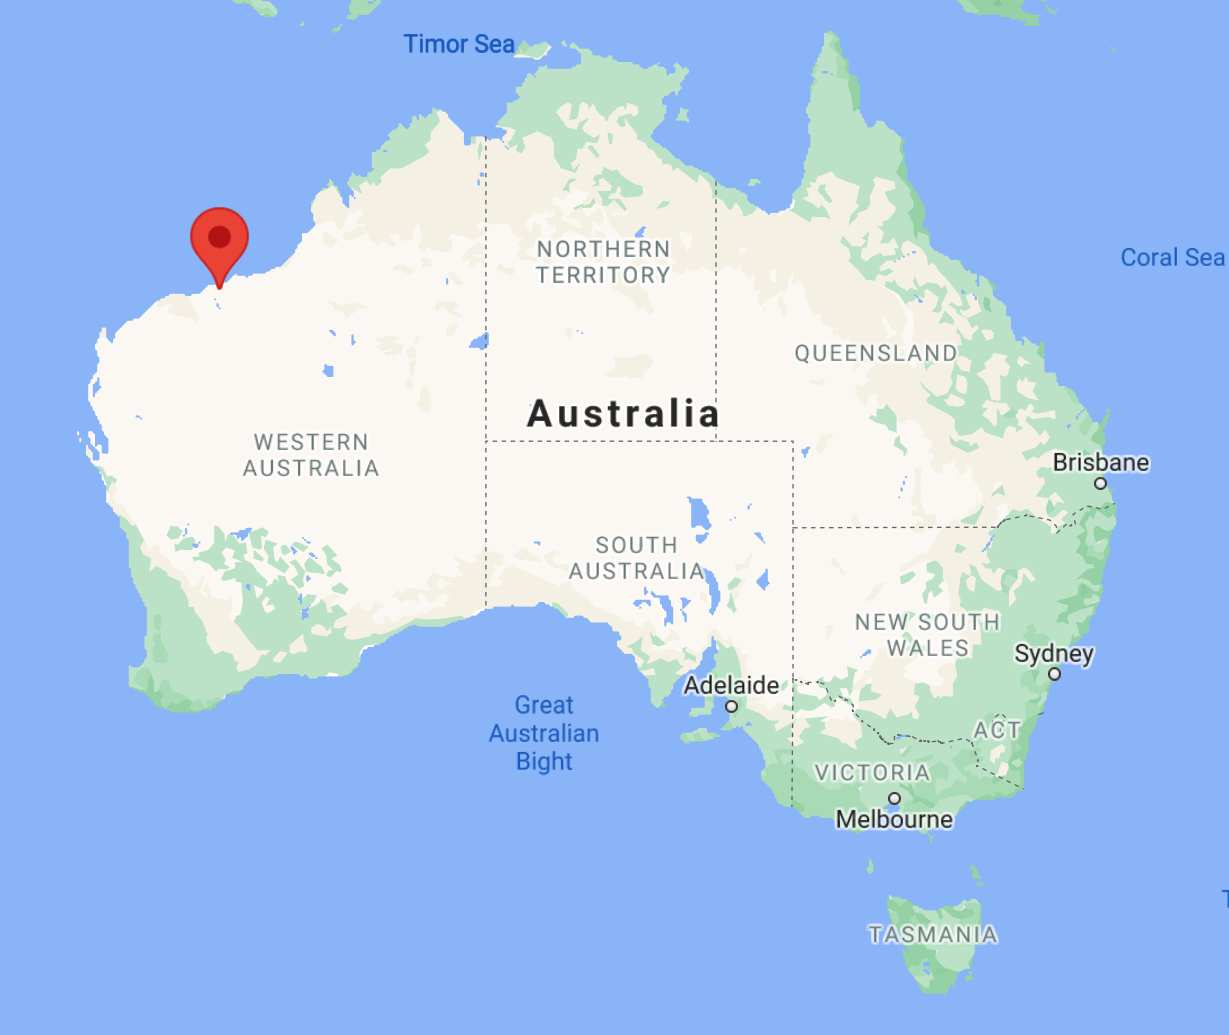 Timor Sea
NORTHERN
TERRITORY
Coral Sea
QUEENSLAND
Australia
WESTERN
AUSTRALIA
Brisbane
SOUTH
AUSTRALIA
NEW SOUTH
WALES
Sydney
Adelaide
Great
Australian
Bight
ACT
VICTORIA
Melbourne
TASMANIA